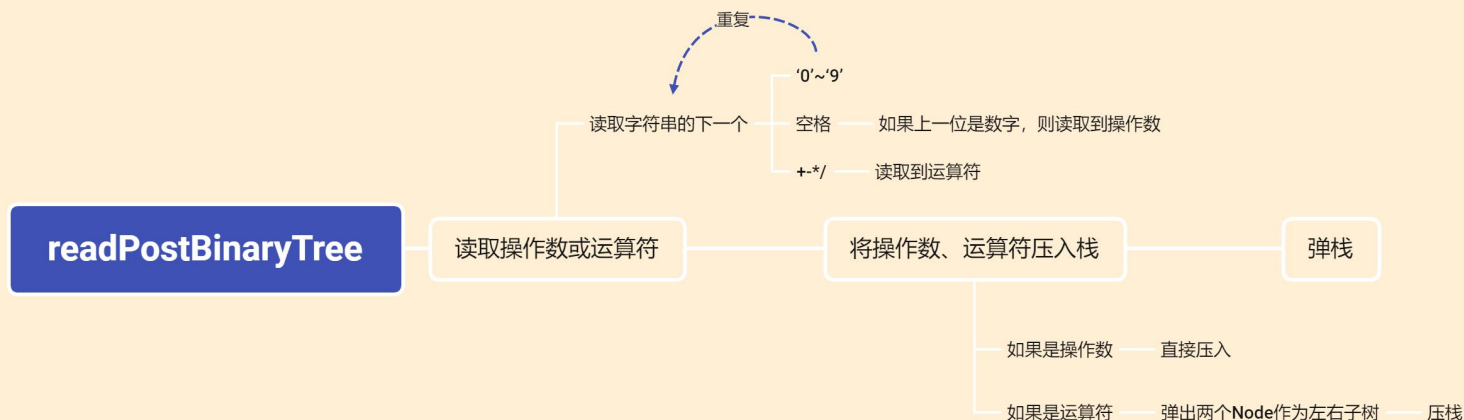 重复
‘0’~‘9’
读取字符串的下一个
空格
如果上一位是数字，则读取到操作数
+-*/
读取到运算符
readPostBinaryTree
读取操作数或运算符
将操作数、运算符压入栈
弹栈
如果是操作数
直接压入
如果是运算符
弹出两个Node作为左右子树
压栈